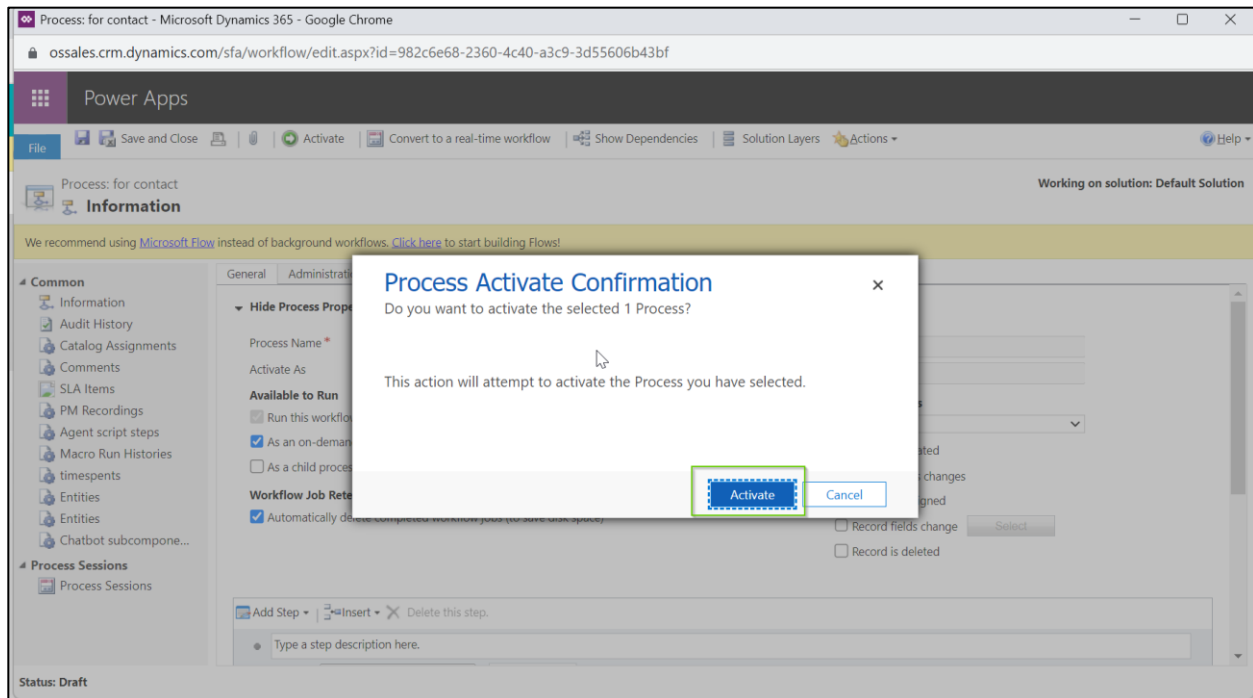 Process: for contact - Microsoft Dynamics 365 - Google Chrome
ossales.crm.dynamics.com/sfa/workflow/edit.aspx?id=982c6e68-2360-4c40-a3c9-3d55606b43bf
Power Apps
File
Save and Close
Activate
Convert to a real-time workflow
Show Dependencies
Solution Layers
Actions
Help
Process: for contact
Information
Working on solution: Default Solution
We recommend using Microsoft Flow instead of background workflows. Click here to start building Flows!
Common
Information
Audit History
Catalog Assignments
Comments
SLA Items
PM Recordings
Agent script steps
Macro Run Histories
timespents
Entities
Entities
Chatbot subcompone...
Process Sessions
Process Sessions
General
Hide Process
Process Name *
Activate As
Available to Run
Run this
As an
As a child
Workflow Job
Automatically delete completed workflow jobs (to save disk space)
Process Activate Confirmation
Do you want to activate the selected 1 Process?
This action will attempt to activate the Process you have selected.
Activate
Cancel
changes
Record fields change
Select
Record is deleted
Add Step
Insert
Delete this step.
Type a step description here.
Status: Draft